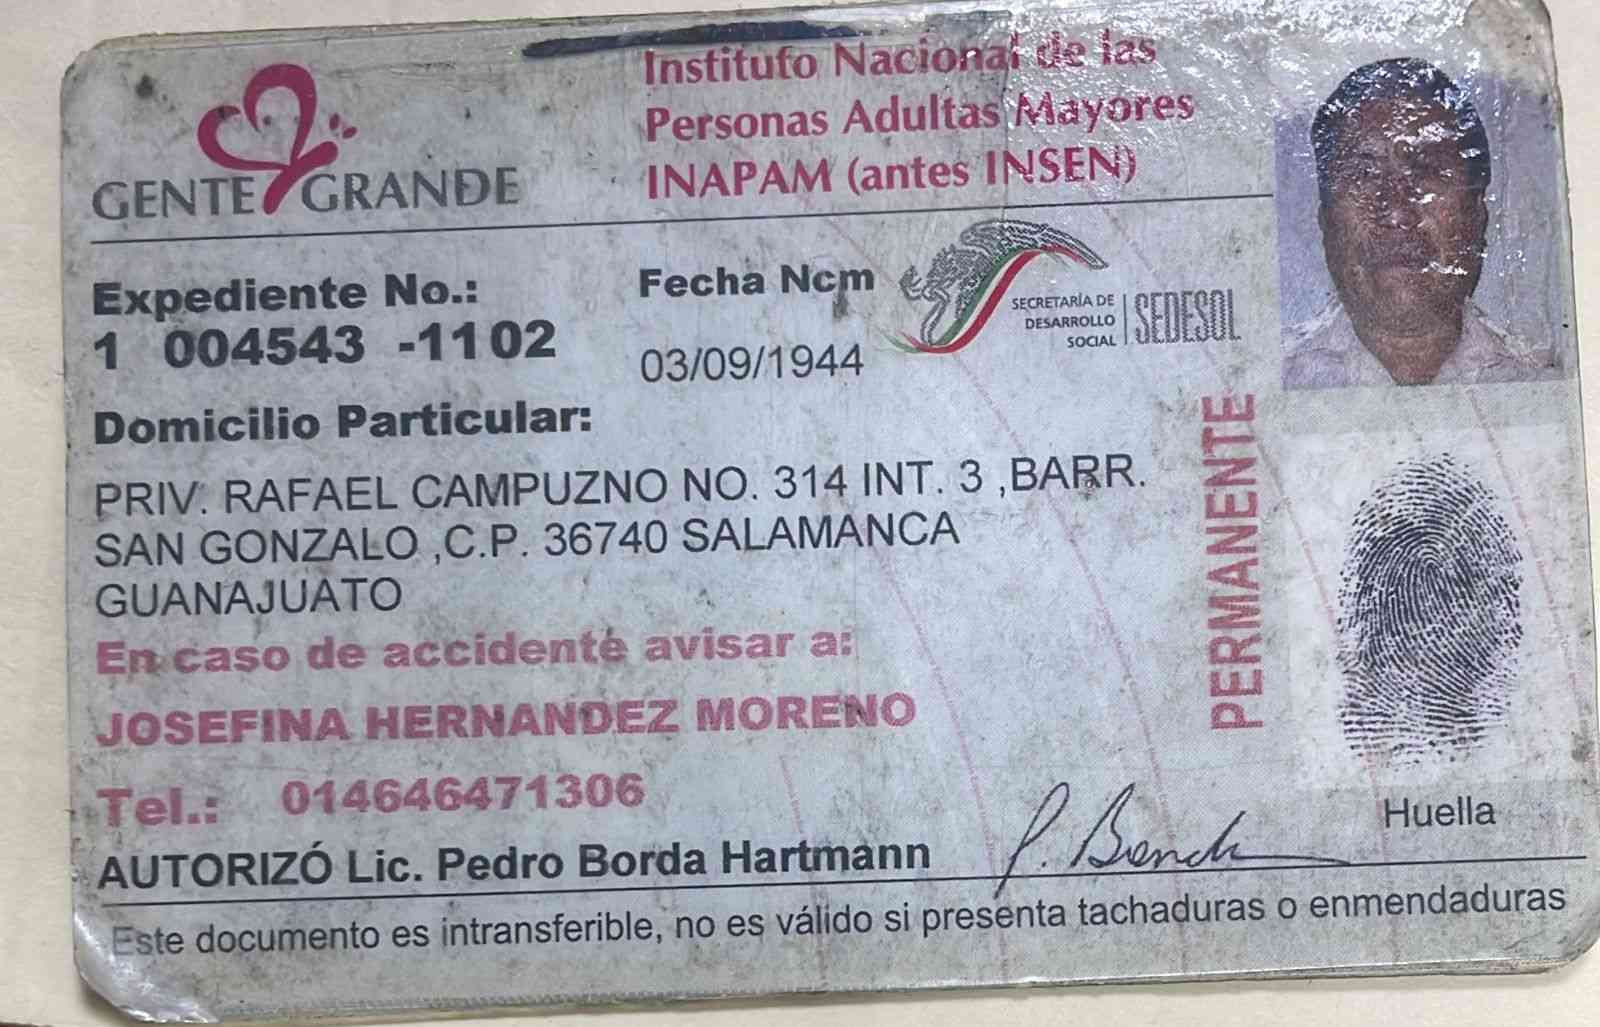 GENTE GRANDE
Instituto Nacional de las
Personas Adultas Mayores
INAPAM (antes INSEN)
Expediente No.:
1 004543 -1102
Fecha Ncm
03/09/1944
SECRETARÍA DE
DESARROLLO
SOCIAL
SEDESOL
Domicilio Particular:
PRIV. RAFAEL CAMPUZNO NO. 314 INT. 3 ,BARR.
SAN GONZALO ,C.P. 36740 SALAMANCA
GUANAJUATO
PERMANENTE
En caso de accidente avisar a:
JOSEFINA HERNANDEZ MORENO
Tel.: 014646471306
Huella
AUTORIZÓ Lic. Pedro Borda Hartmann
Este documento es intransferible, no es válido si presenta tachaduras o enmendaduras